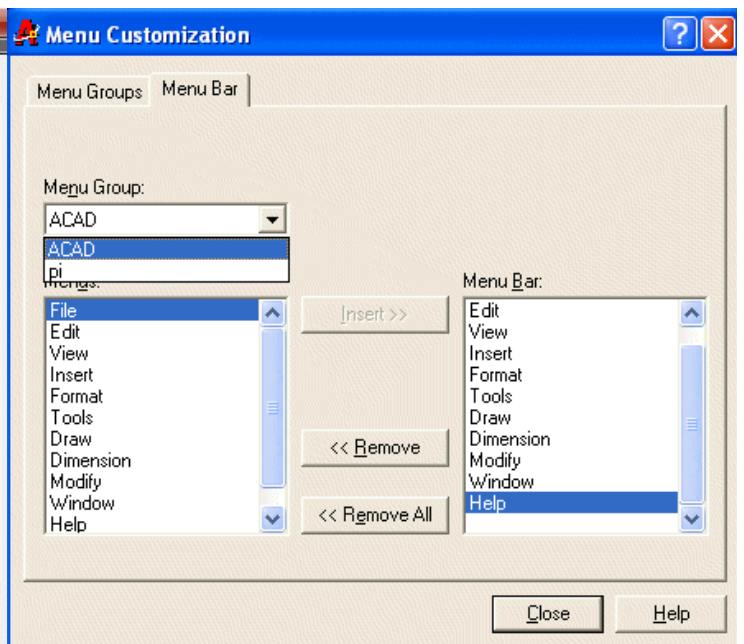 Menu Customization
Menu Groups
Menu Bar
Menu Group:
ACAD
ACAD
pi
Menus:
File
Edit
View
Insert
Format
Tools
Draw
Dimension
Modify
Window
Help
Insert >>
<< Remove
<< Remove All
Menu Bar:
Edit
View
Insert
Format
Tools
Draw
Dimension
Modify
Window
Help
Close
Help